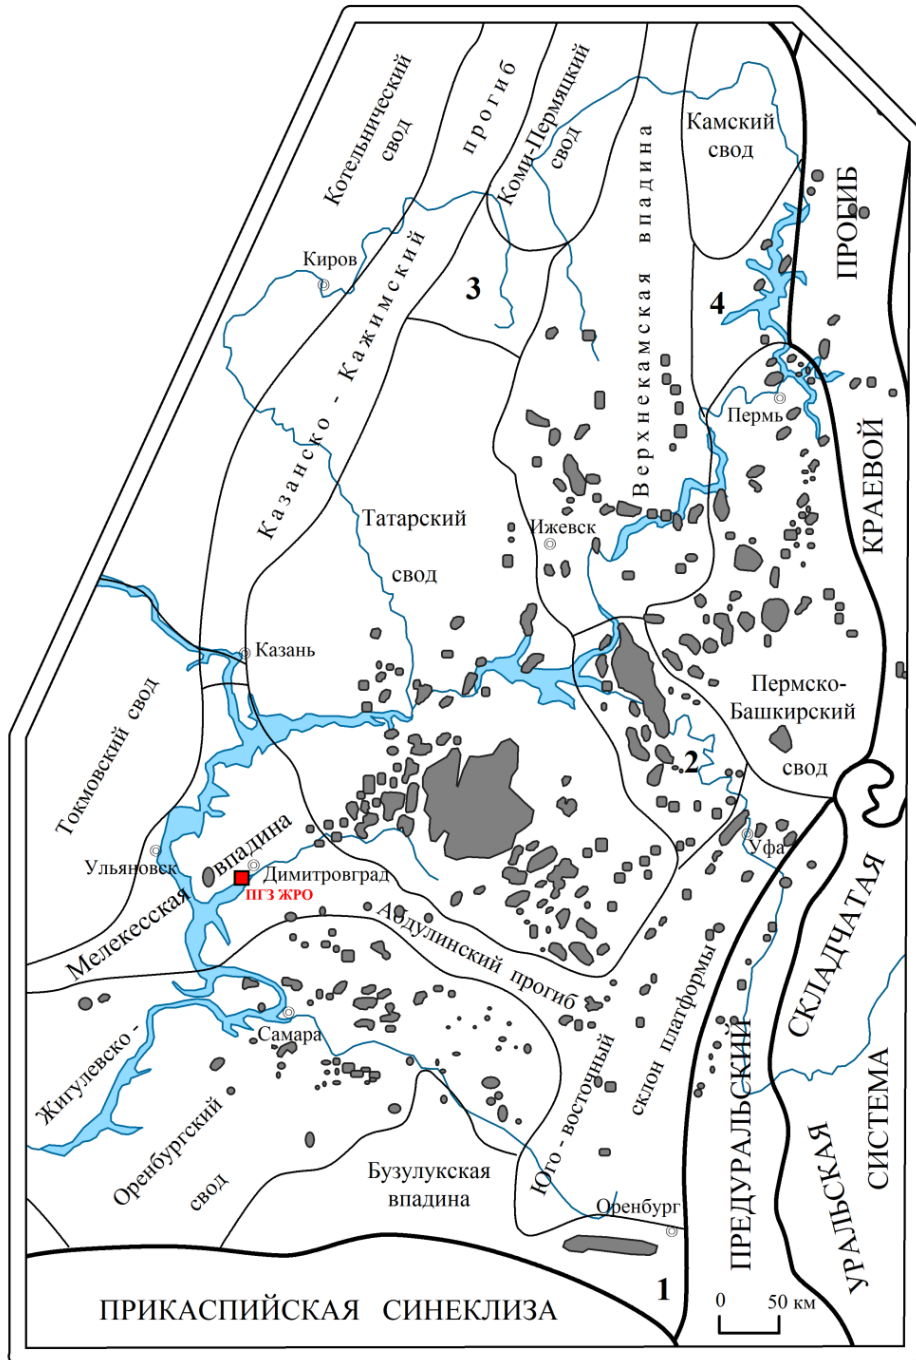 Котельнический
свод
прогиб
Коми-Пермяцкий
свод
Камский
свод
Верхнекамская впадина
ПРОГИБ
Киров
3
4
Казанско - Кажимский
Пермь
КРАЕВОЙ
Татарский
свод
Ижевск
Казань
Пермско-
Башкирский
свод
Токмовский свод
2
Ульяновск
Уфа
Мелекесская впадина
Димитровград
ПГЗ ЖРО
Абдулинский прогиб
СКЛАДЧАТАЯ
Самара
Жигулевско -
Оренбургский
свод
Юго - восточный
склон платформы
ПРЕДУРАЛЬСКИЙ
УРАЛЬСКАЯ
СИСТЕМА
Бузулукская
впадина
Оренбург
1
0 50 км
ПРИКАСПИЙСКАЯ СИНЕКЛИЗА